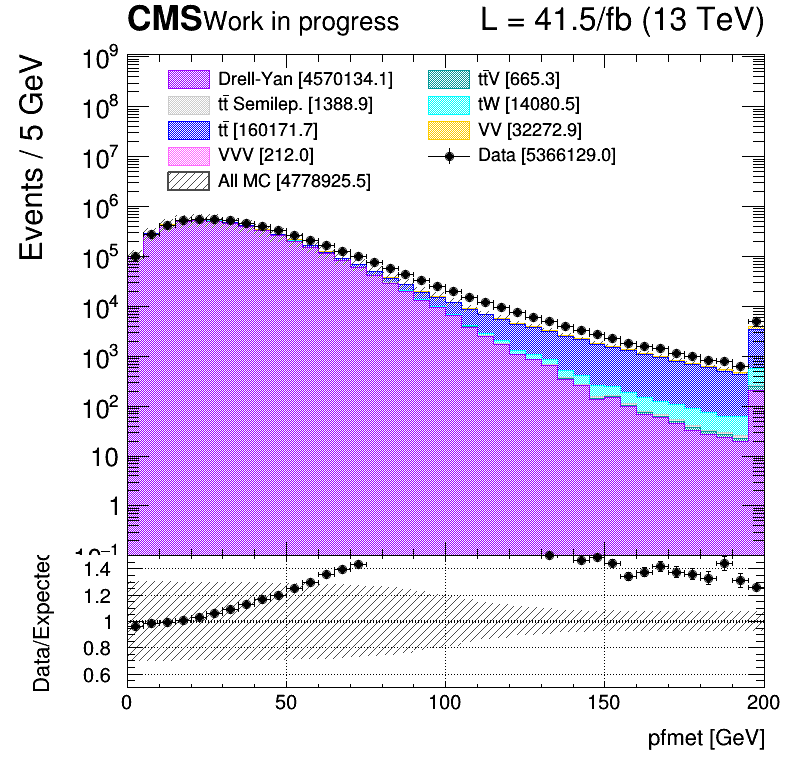 CMS Work in progress L = 41.5/fb (13 TeV)
Events / 5 GeV
10⁹
10⁸
10⁷
10⁶
10⁵
10⁴
10³
10²
10
1
10⁻¹
Drell-Yan [4570134.1]
tt̄ Semilep. [1388.9]
tt̄ [160171.7]
VVV [212.0]
All MC [4778925.5]
tt̄V [665.3]
tW [14080.5]
VV [32272.9]
Data [5366129.0]
Data/Expected
1.4
1.2
1
0.8
0.6
0 50 100 150 200
pfmet [GeV]